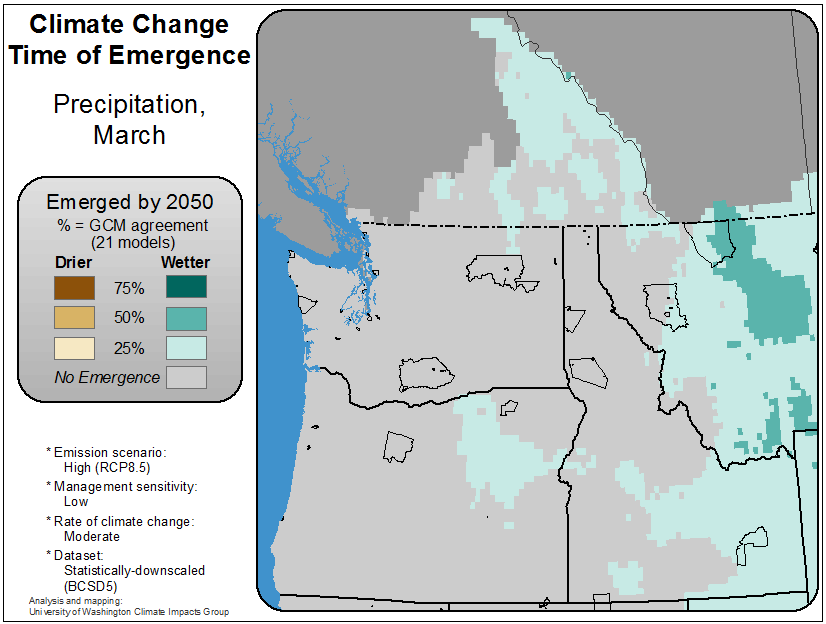 Climate Change
Time of Emergence
Precipitation,
March
Emerged by 2050
% = GCM agreement
(21 models)
Drier Wetter
75%
50%
25%
No Emergence
* Emission scenario:
High (RCP8.5)
* Management sensitivity:
Low
* Rate of climate change:
Moderate
* Dataset:
Statistically-downscaled
(BCSD5)
Analysis and mapping:
University of Washington Climate Impacts Group